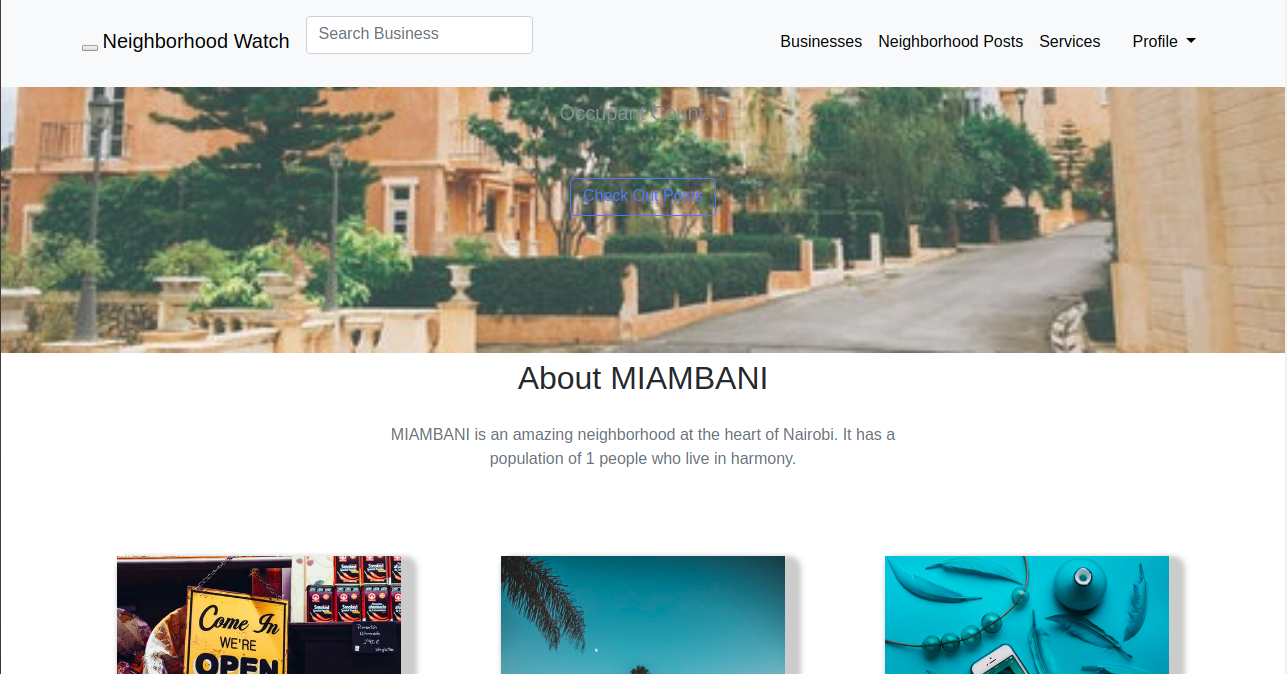 Neighborhood Watch
Search Business
Businesses
Neighborhood Posts
Services
Profile
Occupant Count: 1
Check Out Posts
About MIAMBANI
MIAMBANI is an amazing neighborhood at the heart of Nairobi. It has a
population of 1 people who live in harmony.
Come In
WE'RE
OPEN